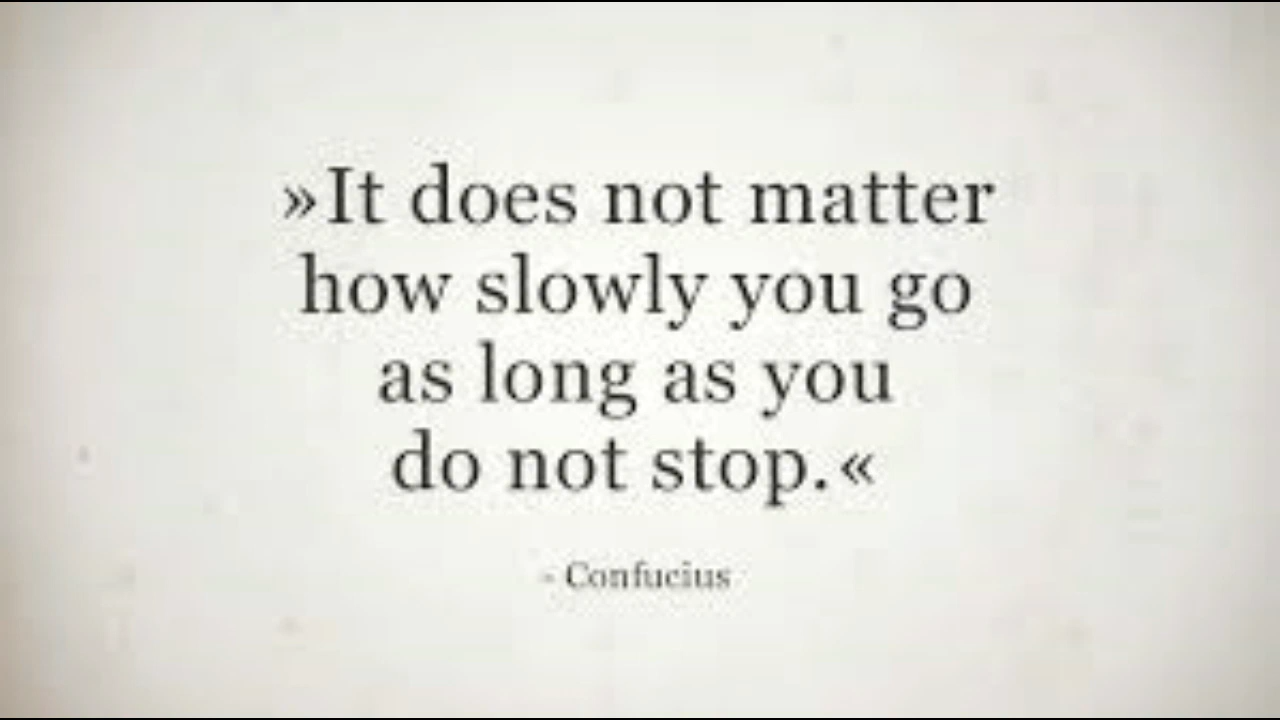 »It does not matter
how slowly you go
as long as you
do not stop.«
- Confucius